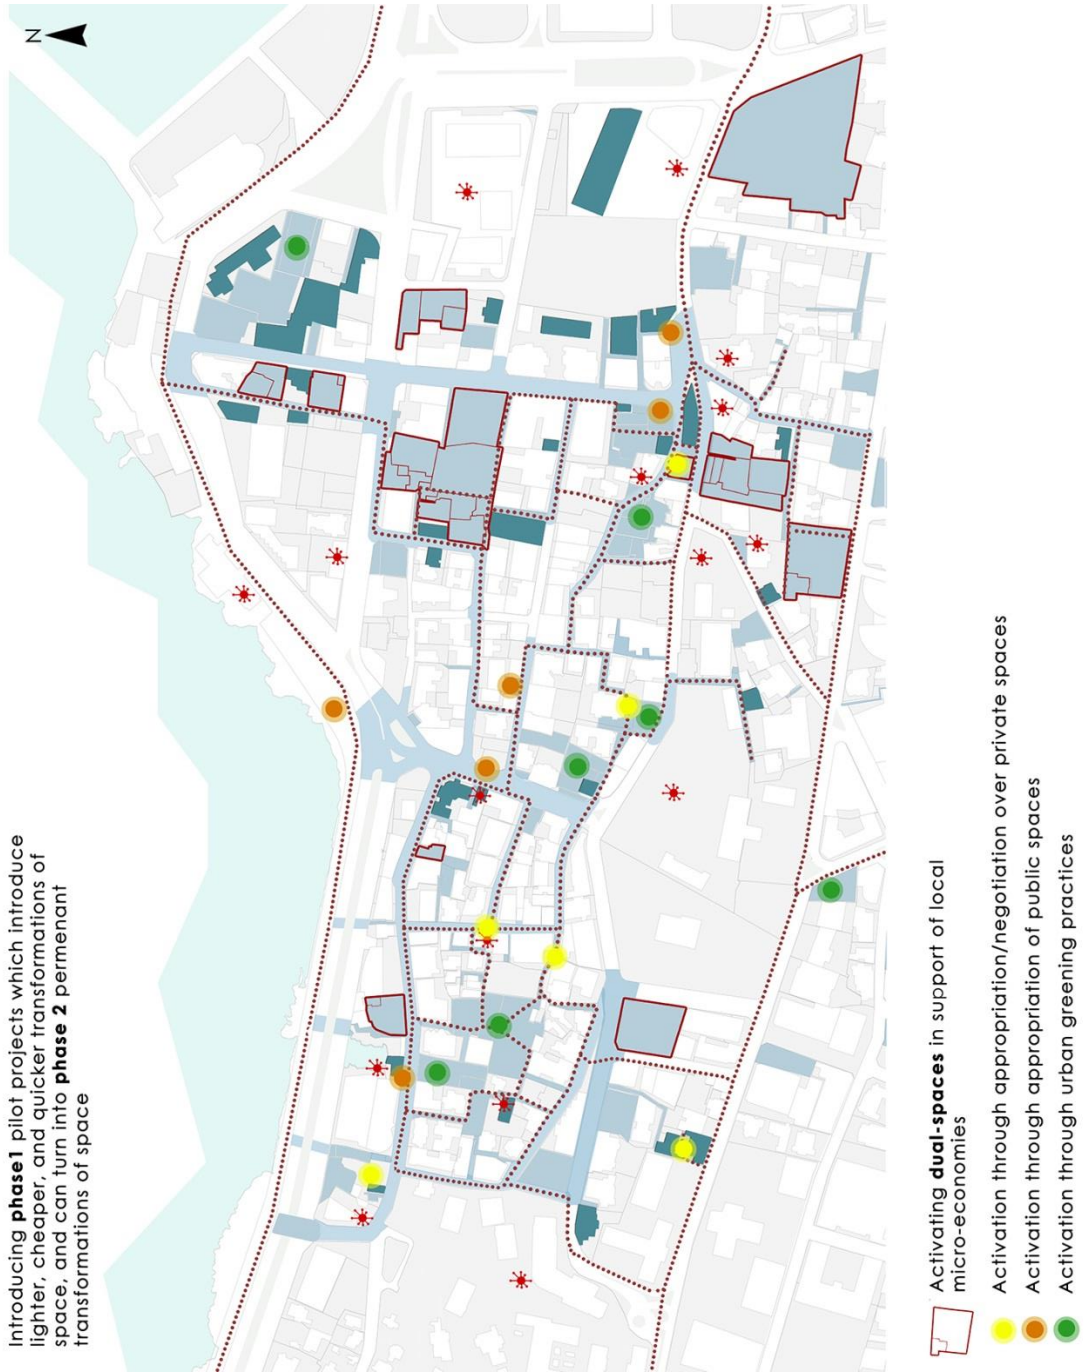 Introducing phase1 pilot projects which introduce
lighter, cheaper, and quicker transformations of
space, and can turn into phase 2 permenant
transformations of space
N
Activating dual-spaces in support of local
micro-economies
Activation through appropriation/negotiation over private spaces
Activation through appropriation of public spaces
Activation through urban greening practices